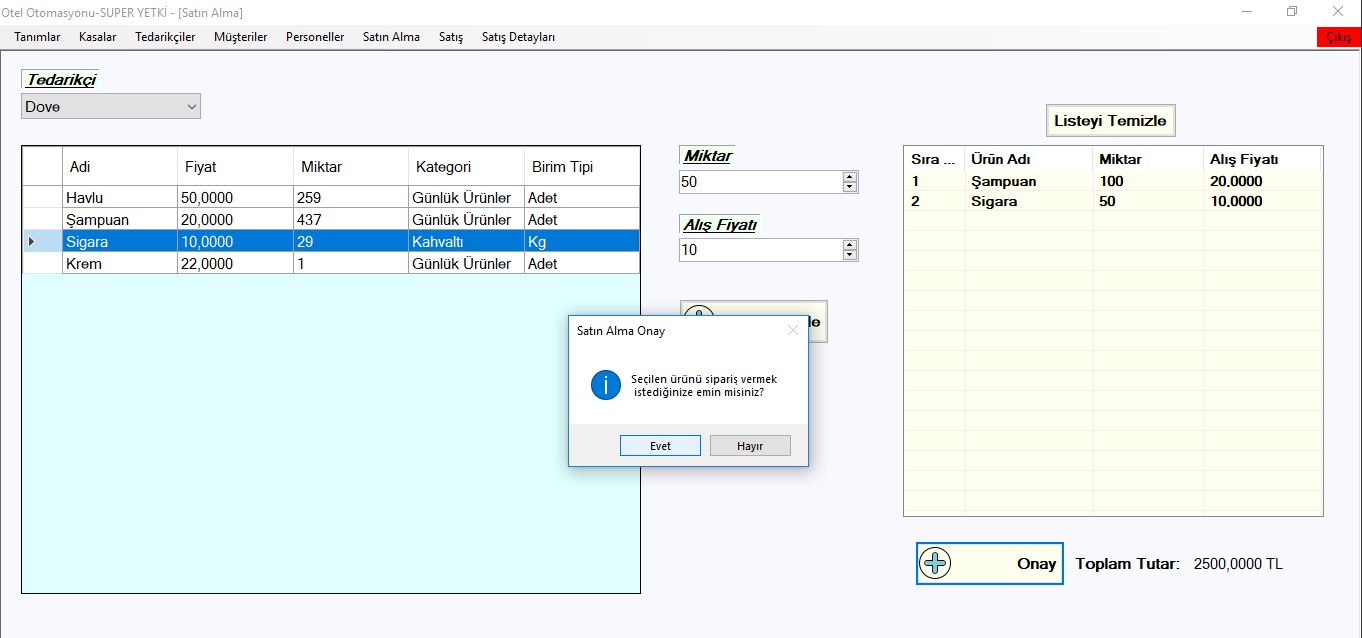 Otel Otomasyonu-SUPER YETKİ - [Satın Alma]
Tanımlar Kasalar Tedarikçiler Müşteriler Personeller Satın Alma Satış Satış Detayları Çıkış
Tedarikçi
Dove
Adi Fiyat Miktar Kategori Birim Tipi
Havlu 50,0000 259 Günlük Ürünler Adet
Şampuan 20,0000 437 Günlük Ürünler Adet
Sigara 10,0000 29 Kahvaltı Kg
Krem 22,0000 1 Günlük Ürünler Adet
Miktar
50
Alış Fiyatı
10
le
Satın Alma Onay
Seçilen ürünü sipariş vermek
istediğinize emin misiniz?
Evet Hayır
Listeyi Temizle
Sıra ... Ürün Adı Miktar Alış Fiyatı
1 Şampuan 100 20.0000
2 Sigara 50 10.0000
Onay Toplam Tutar: 2500,0000 TL